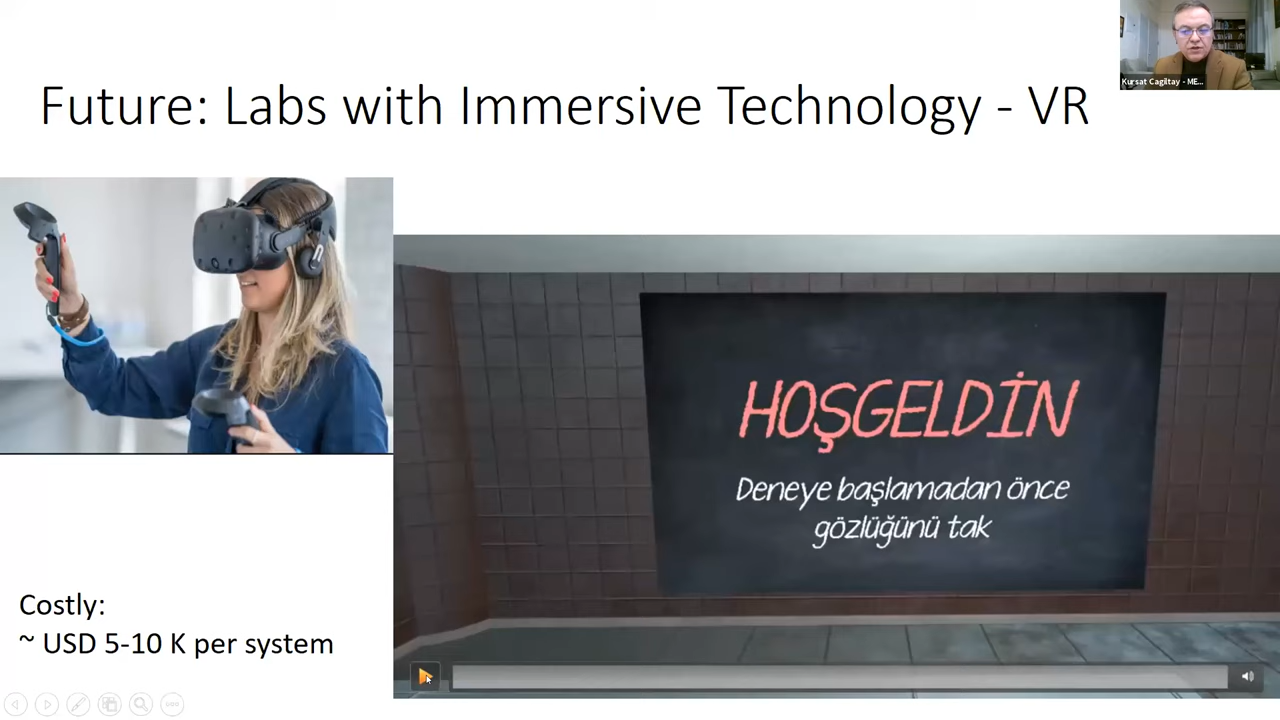 Kursat Cagiltay - ME...
Future: Labs with Immersive Technology - VR
HOŞGELDİN
Deneye başlamadan önce
gözlüğünü tak
Costly:
~ USD 5-10 K per system